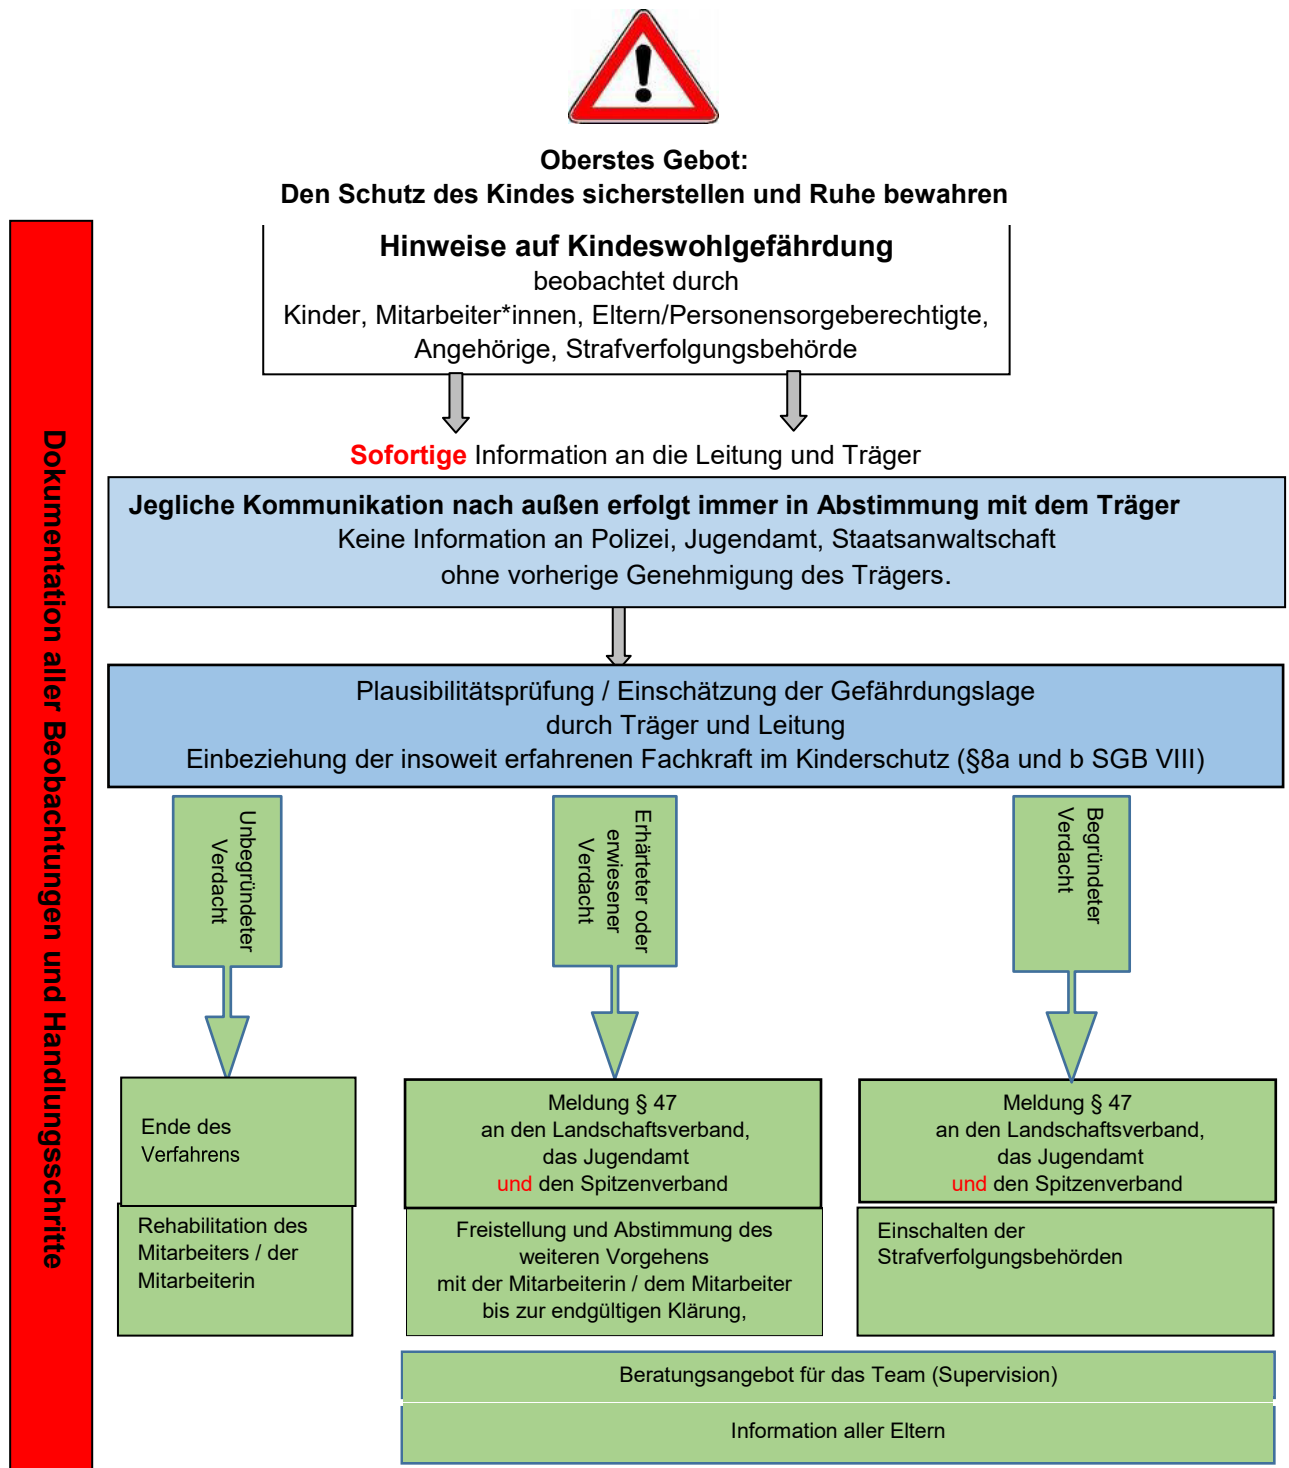 Oberstes Gebot:
Den Schutz des Kindes sicherstellen und Ruhe bewahren
Hinweise auf Kindeswohlgefährdung
beobachtet durch
Kinder, Mitarbeiter*innen, Eltern/Personensorgeberechtigte,
Angehörige, Strafverfolgungsbehörde
Sofortige Information an die Leitung und Träger
Jegliche Kommunikation nach außen erfolgt immer in Abstimmung mit dem Träger
Keine Information an Polizei, Jugendamt, Staatsanwaltschaft
ohne vorherige Genehmigung des Trägers.
Plausibilitätsprüfung / Einschätzung der Gefährdungslage
durch Träger und Leitung
Einbeziehung der insoweit erfahrenen Fachkraft im Kinderschutz (§8a und b SGB VIII)
Dokumentation aller Beobachtungen und Handlungsschritte
Unbegründeter
Verdacht
Erhärteter oder
erwiesener
Verdacht
Begründeter
Verdacht
Ende des
Verfahrens
Rehabilitation des
Mitarbeiters / der
Mitarbeiterin
Meldung § 47
an den Landschaftsverband,
das Jugendamt
und den Spitzenverband
Freistellung und Abstimmung des
weiteren Vorgehens
mit der Mitarbeiterin / dem Mitarbeiter
bis zur endgültigen Klärung,
Meldung § 47
an den Landschaftsverband,
das Jugendamt
und den Spitzenverband
Einschalten der
Strafverfolgungsbehörden
Beratungsangebot für das Team (Supervision)
Information aller Eltern